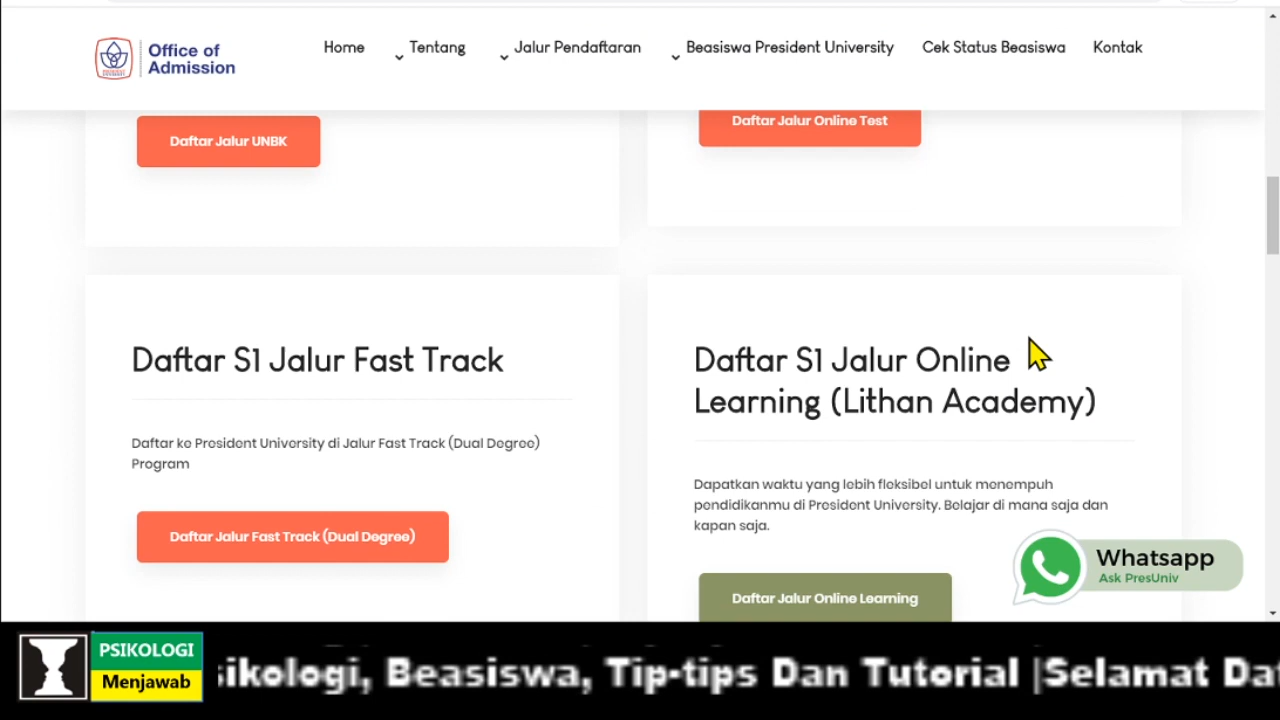 Office of
Admission
Home
Tentang
Jalur Pendaftaran
Beasiswa President University
Cek Status Beasiswa
Kontak
Daftar Jalur UNBK
Daftar Jalur Online Test
Daftar S1 Jalur Fast Track
Daftar ke President University di Jalur Fast Track (Dual Degree)
Program
Daftar Jalur Fast Track (Dual Degree)
Daftar S1 Jalur Online
Learning (Lithan Academy)
Dapatkan waktu yang lebih fleksibel untuk menempuh
pendidikanmu di President University. Belajar di mana saja dan
kapan saja.
Daftar Jalur Online Learning
Whatsapp
Ask PresUniv
PSIKOLOGI
Menjawab
sikologi, Beasiswa, Tip-tips Dan Tutorial |Selamat Da